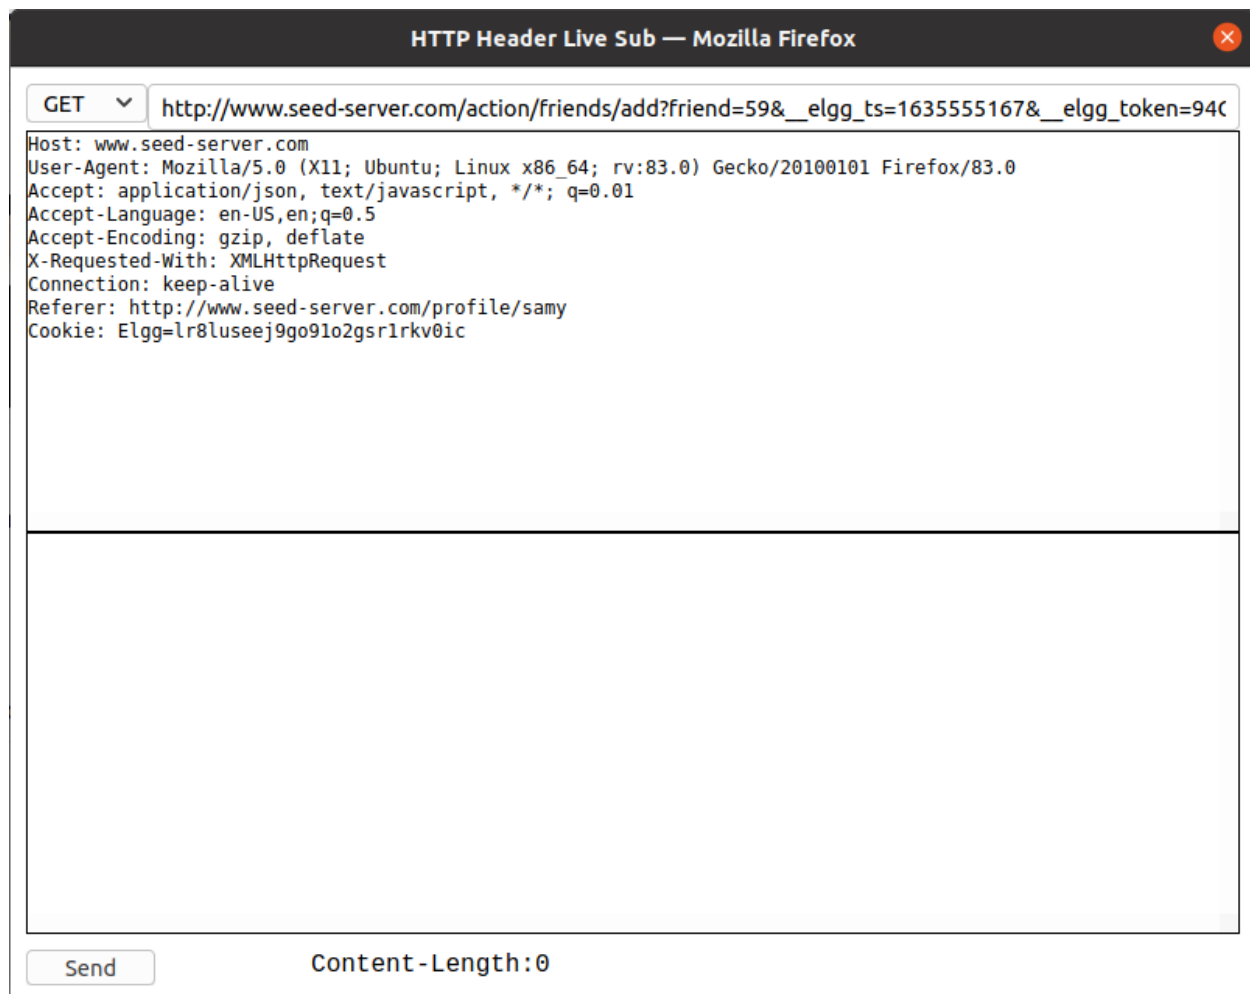 HTTP Header Live Sub — Mozilla Firefox
GET http://www.seed-server.com/action/friends/add?friend=59&__elgg_ts=1635555167&__elgg_token=94
Host: www.seed-server.com
User-Agent: Mozilla/5.0 (X11; Ubuntu; Linux x86_64; rv:83.0) Gecko/20100101 Firefox/83.0
Accept: application/json, text/javascript, */*; q=0.01
Accept-Language: en-US,en;q=0.5
Accept-Encoding: gzip, deflate
X-Requested-With: XMLHttpRequest
Connection: keep-alive
Referer: http://www.seed-server.com/profile/samy
Cookie: Elgg=lr8luseej9go91o2gsr1rkv0ic
Send Content-Length:0